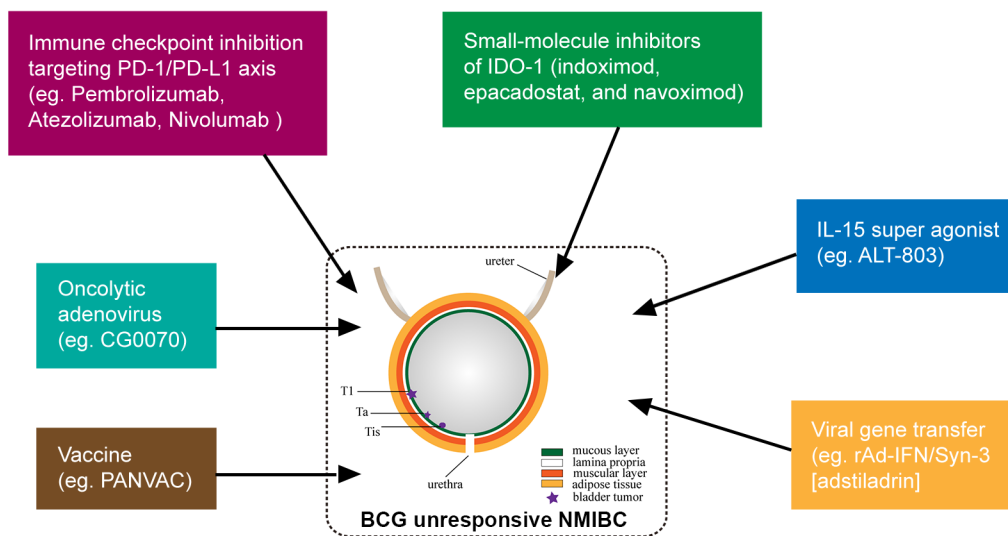 Immune checkpoint inhibition
targeting PD-1/PD-L1 axis
(eg. Pembrolizumab,
Atezolizumab, Nivolumab )
Small-molecule inhibitors
of IDO-1 (indoximod,
epacadostat, and navoximod)
IL-15 super agonist
(eg. ALT-803)
Oncolytic
adenovirus
(eg. CG0070)
Vaccine
(eg. PANVAC)
Viral gene transfer
(eg. rAd-IFN/Syn-3
[adstiladrin]
ureter
T1
Ta
Tis
urethra
mucous layer
lamina propria
muscular layer
adipose tissue
bladder tumor
BCG unresponsive NMIBC